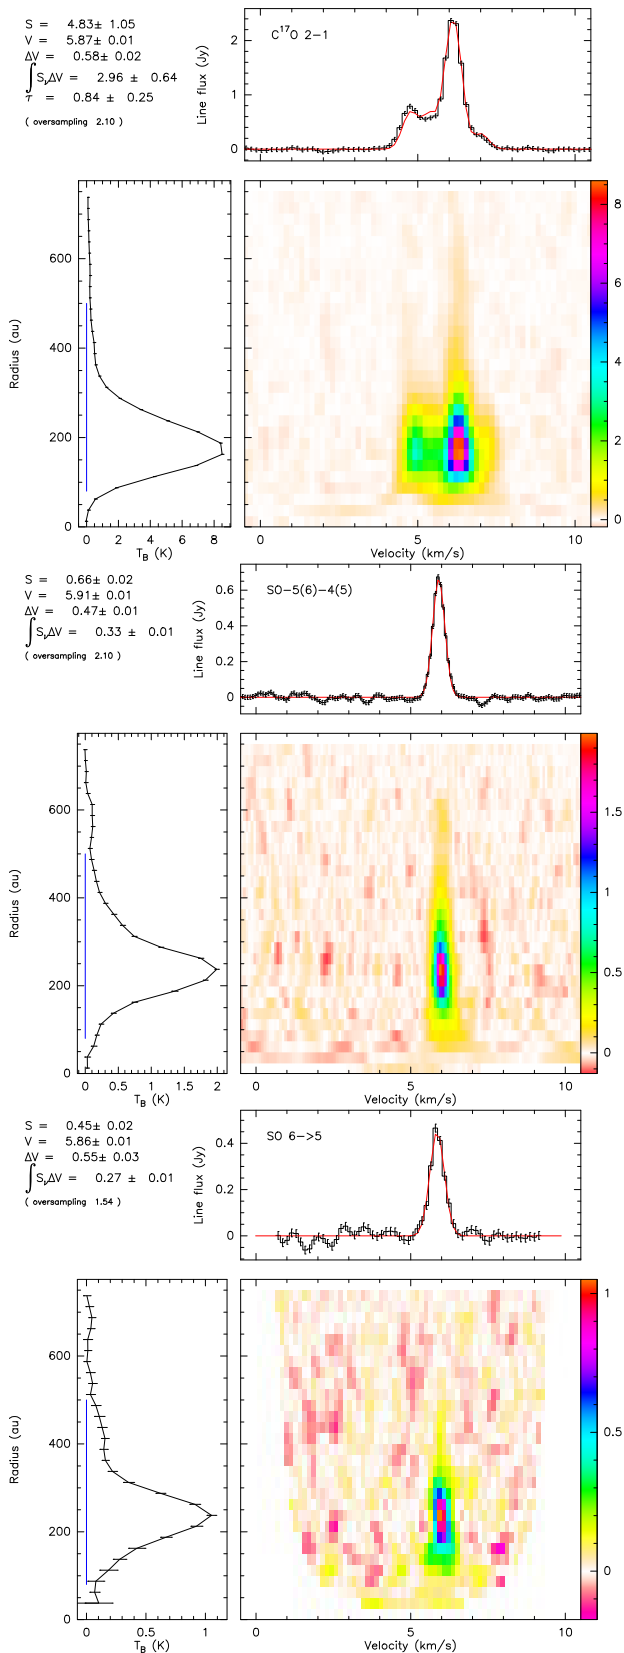 S = 4.83± 1.05
V = 5.87± 0.01
ΔV = 0.58± 0.02
∫SᵥΔV = 2.96 ± 0.64
τ = 0.84 ± 0.25
( oversampling 2.10 )
C¹⁷O 2-1
Line flux (Jy)
2
1
0
Radius (au)
600
400
200
0
0 2 4 6 8
T_B (K)
0 5 10
Velocity (km/s)
8
6
4
2
0
S = 0.66± 0.02
V = 5.91± 0.01
ΔV = 0.47± 0.01
∫SᵥΔV = 0.33 ± 0.01
( oversampling 2.10 )
SO-5(6)-4(5)
Line flux (Jy)
0.6
0.4
0.2
0
Radius (au)
600
400
200
0
0 0.5 1 1.5 2
T_B (K)
0 5 10
Velocity (km/s)
1.5
1
0.5
0
S = 0.45± 0.02
V = 5.86± 0.01
ΔV = 0.55± 0.03
∫SᵥΔV = 0.27 ± 0.01
( oversampling 1.54 )
SO 6->5
Line flux (Jy)
0.4
0.2
0
Radius (au)
600
400
200
0
0 0.5 1
T_B (K)
0 5 10
Velocity (km/s)
1
0.5
0